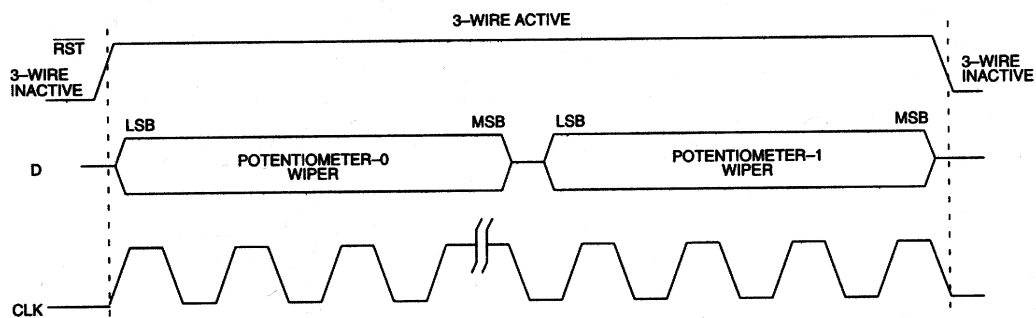 3–WIRE ACTIVE
RST
3–WIRE
INACTIVE
3–WIRE
INACTIVE
LSB
MSB
LSB
MSB
D
POTENTIOMETER–0
WIPER
POTENTIOMETER–1
WIPER
CLK